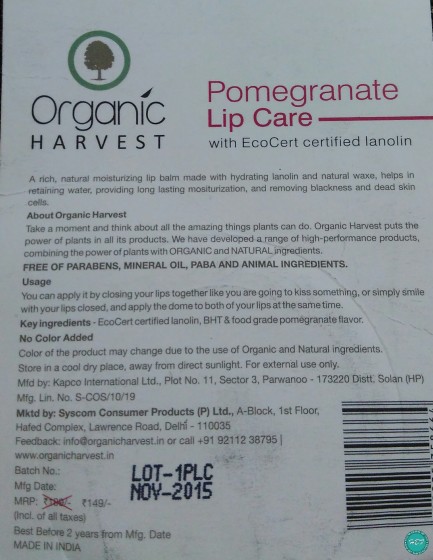 Organic
HARVEST
Pomegranate
Lip Care
with EcoCert certified lanolin
A rich, natural moisturizing lip balm made with hydrating lanolin and natural waxe, helps in
retaining water, providing long lasting mositurization, and removing blackness and dead skin
cells.
About Organic Harvest
Take a moment and think about all the amazing things plants can do. Organic Harvest puts the
power of plants in all its products. We have developed a range of high-performance products,
combining the power of plants with ORGANIC and NATURAL ingredients.
FREE OF PARABENS, MINERAL OIL, PABA AND ANIMAL INGREDIENTS.
Usage
You can apply it by closing your lips together like you are going to kiss something, or simply smile
with your lips closed, and apply the dome to both of your lips at the same time.
Key ingredients - EcoCert certified lanolin, BHT & food grade pomegranate flavor.
No Color Added
Color of the product may change due to the use of Organic and Natural ingredients.
Store in a cool dry place, away from direct sunlight. For external use only.
Mfd by: Kapco International Ltd., Plot No. 11, Sector 3, Parwanoo - 173220 Distt. Solan (HP)
Mfg. Lin. No. S-COS/10/19
Mktd by: Syscom Consumer Products (P) Ltd., A-Block, 1st Floor,
Hafed Complex, Lawrence Road, Delhi - 110035
Feedback: info@organicharvest.in or call +91 92112 38795 |
www.organicharvest.in
Batch No.: LOT-1PLC
Mfg Date: NOV-2015
MRP: ₹149/-
(Incl. of all taxes)
Best Before 2 years from Mfg. Date
MADE IN INDIA